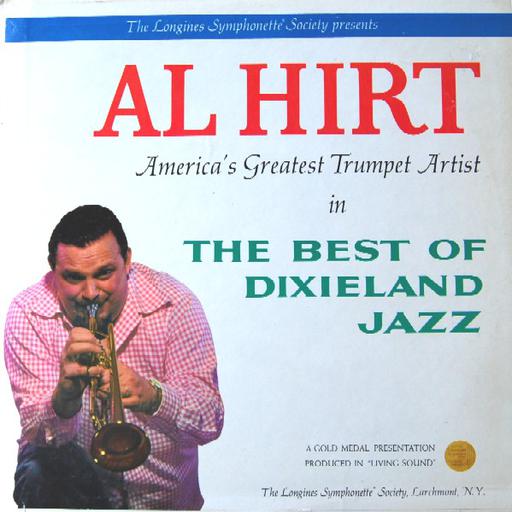 The Longines Symphonette Society presents
AL HIRT
America's Greatest Trumpet Artist
in
THE BEST OF
DIXIELAND
JAZZ
A GOLD MEDAL PRESENTATION
PRODUCED IN "LIVING SOUND"
The Longines Symphonette Society, Larchmont, N.Y.